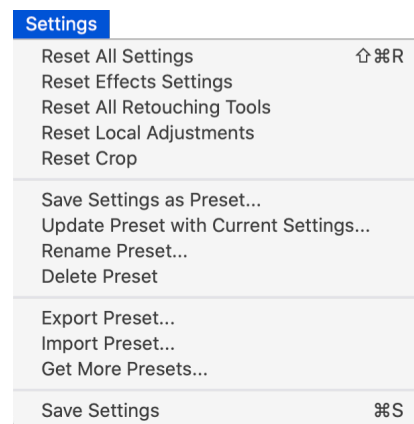 Settings
Reset All Settings ⇧⌘R
Reset Effects Settings
Reset All Retouching Tools
Reset Local Adjustments
Reset Crop
Save Settings as Preset...
Update Preset with Current Settings...
Rename Preset...
Delete Preset
Export Preset...
Import Preset...
Get More Presets...
Save Settings ⌘S